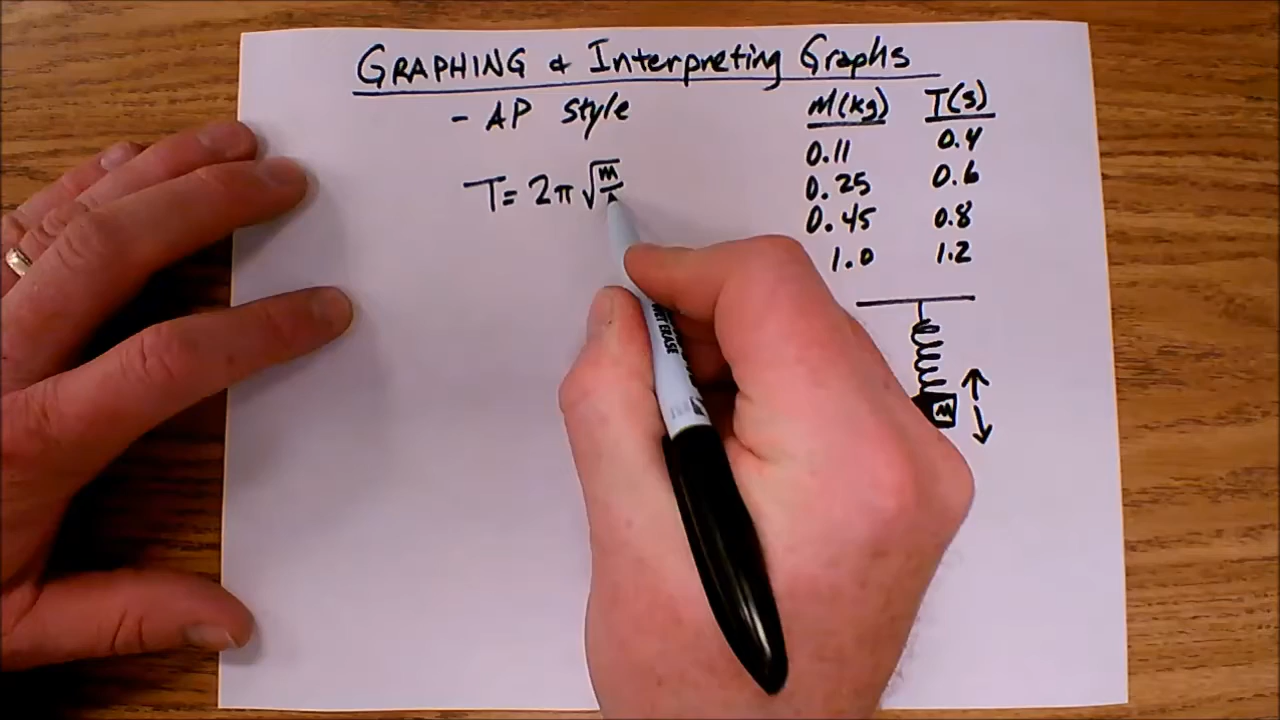 GRAPHING & Interpreting Graphs
- AP style
T = 2π √m
M(kg) T(s)
0.11 0.4
0.25 0.6
0.45 0.8
1.0 1.2
M
ERASE